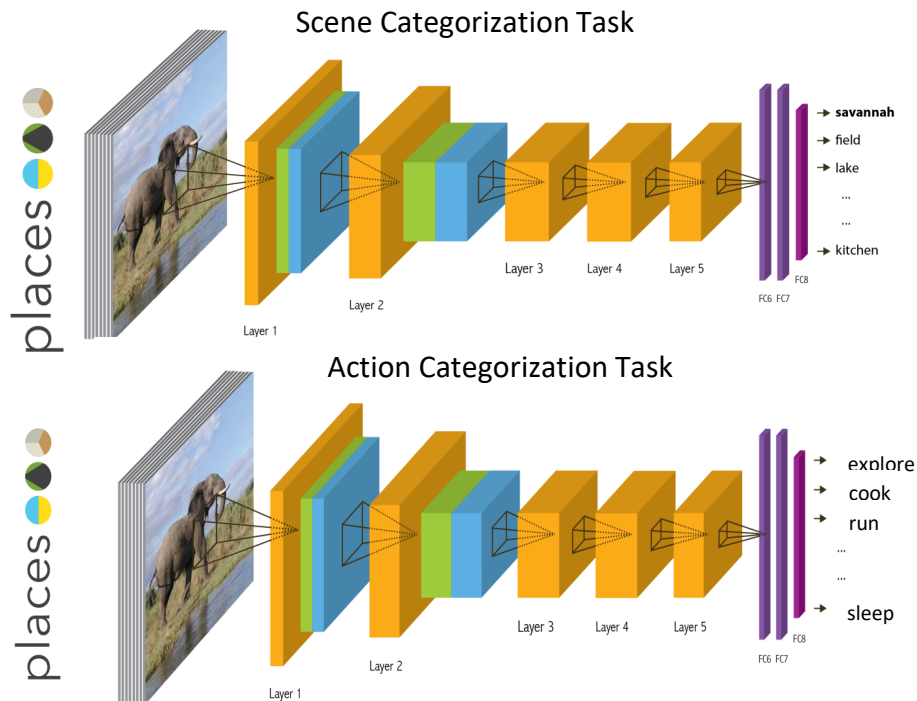 Scene Categorization Task
places
savannah
field
lake
...
...
kitchen
Layer 1
Layer 2
Layer 3
Layer 4
Layer 5
FC6
FC7
FC8
Action Categorization Task
places
explore
cook
run
...
...
sleep
Layer 1
Layer 2
Layer 3
Layer 4
Layer 5
FC6
FC7
FC8